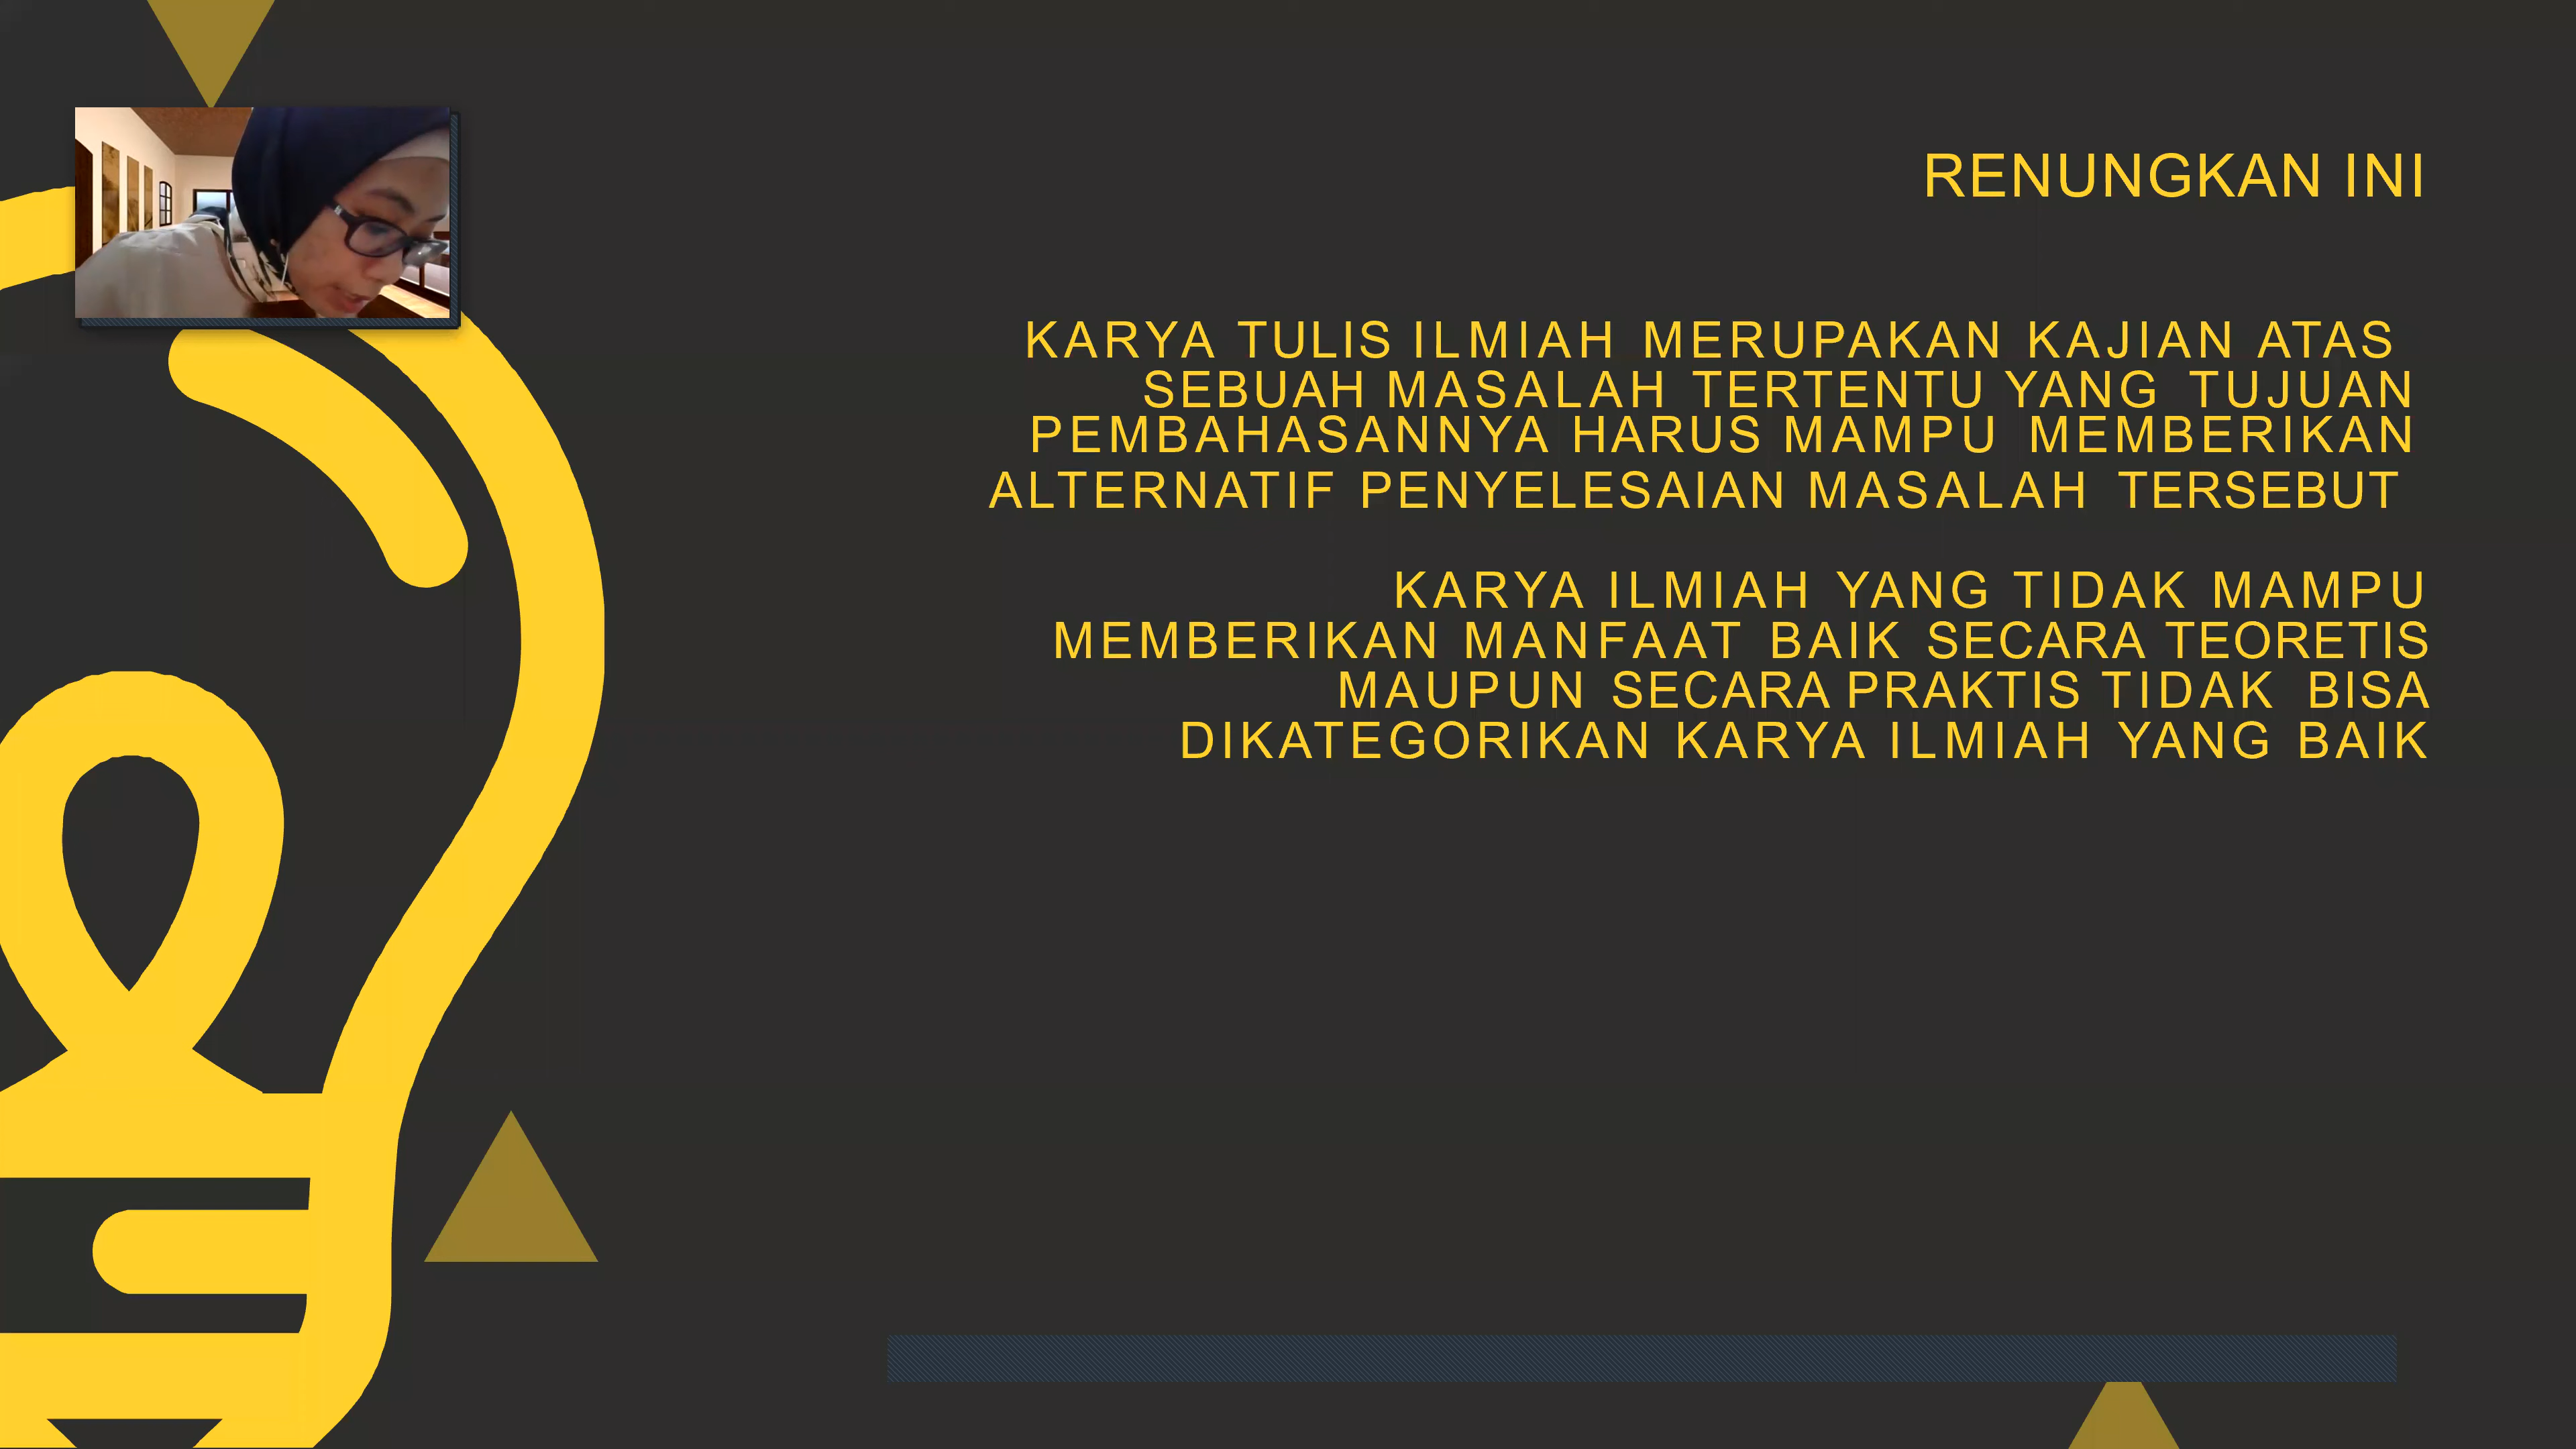 RENUNGKAN INI
KARYA TULIS ILMIAH MERUPAKAN KAJIAN ATAS
SEBUAH MASALAH TERTENTU YANG TUJUAN
PEMBAHASANNYA HARUS MAMPU MEMBERIKAN
ALTERNATIF PENYELESAIAN MASALAH TERSEBUT
KARYA ILMIAH YANG TIDAK MAMPU
MEMBERIKAN MANFAAT BAIK SECARA TEORETIS
MAUPUN SECARA PRAKTIS TIDAK BISA
DIKATEGORIKAN KARYA ILMIAH YANG BAIK